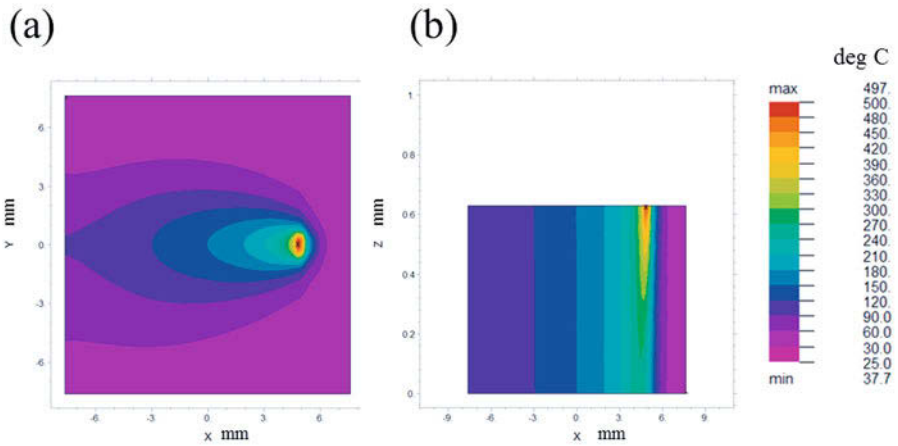 (a)
(b)
deg C
max 497.
500.
480.
450.
420.
390.
360.
330.
300.
270.
240.
210.
180.
150.
120.
90.0
60.0
30.0
25.0
min 37.7
Y mm
6
3
0
-3
-6
-6 -3 0 3 6
X mm
Z mm
1
0.8
0.6
0.4
0.2
0
-9 -6 -3 0 3 6 9
X mm